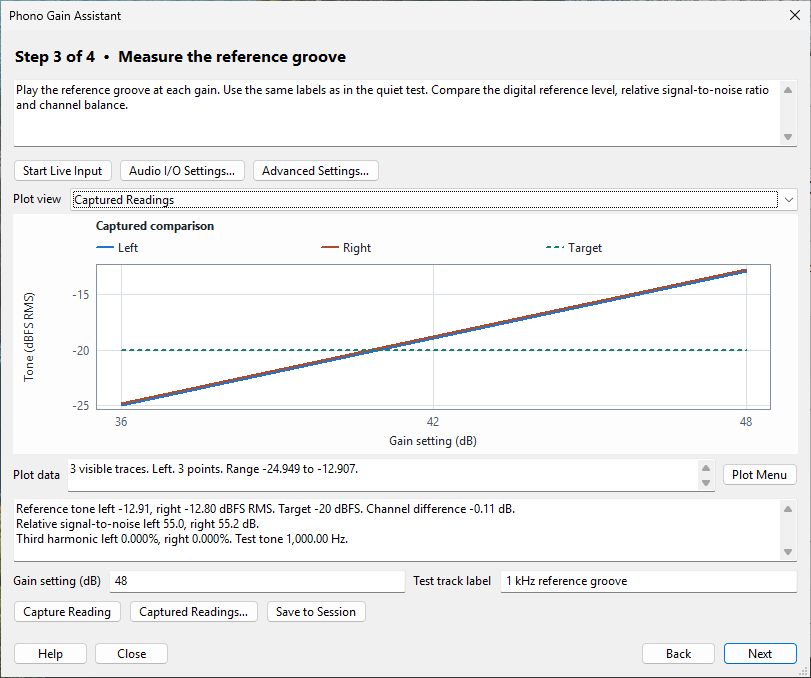 Phono Gain Assistant
Step 3 of 4 • Measure the reference groove
Play the reference groove at each gain. Use the same labels as in the quiet test. Compare the digital reference level, relative signal-to-noise ratio
and channel balance.
Start Live Input
Audio I/O Settings...
Advanced Settings...
Plot view
Captured Readings
Captured comparison
Left
Right
Target
Tone (dBFS RMS)
-15
-20
-25
36
42
48
Gain setting (dB)
Plot data
3 visible traces. Left. 3 points. Range -24.949 to -12.907.
Plot Menu
Reference tone left -12.91, right -12.80 dBFS RMS. Target -20 dBFS. Channel difference -0.11 dB.
Relative signal-to-noise left 55.0, right 55.2 dB.
Third harmonic left 0.000%, right 0.000%. Test tone 1,000.00 Hz.
Gain setting (dB)
48
Test track label
1 kHz reference groove
Capture Reading
Captured Readings...
Save to Session
Help
Close
Back
Next